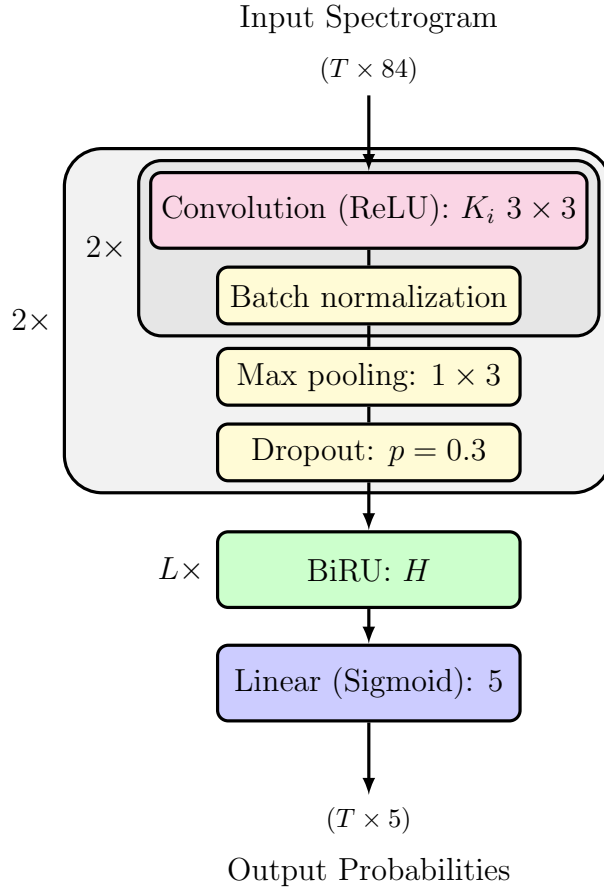 Input Spectrogram
(T × 84)
Convolution (ReLU): K_i 3 × 3
2×
Batch normalization
2×
Max pooling: 1 × 3
Dropout: p = 0.3
L×
BiRU: H
Linear (Sigmoid): 5
(T × 5)
Output Probabilities